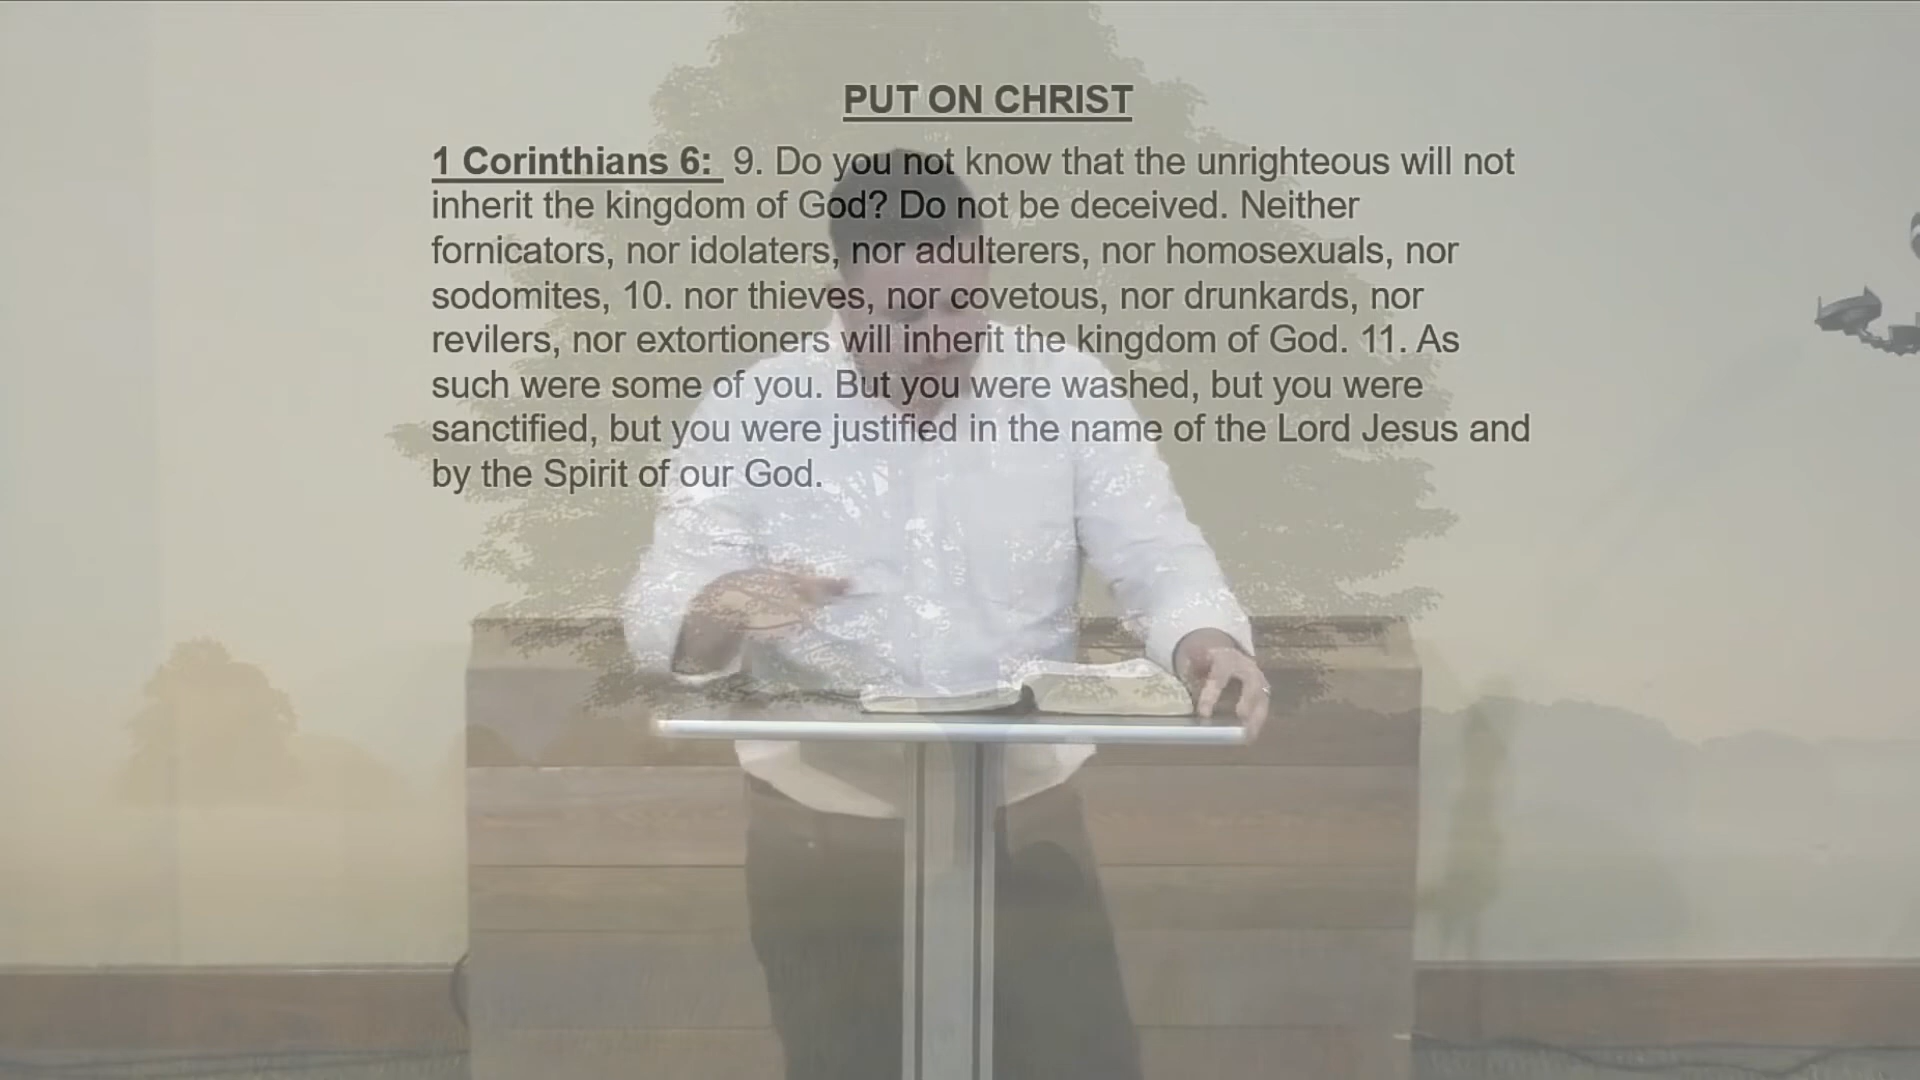 PUT ON CHRIST
1 Corinthians 6: 9. Do you not know that the unrighteous will not
inherit the kingdom of God? Do not be deceived. Neither
fornicators, nor idolaters, nor adulterers, nor homosexuals, nor
sodomites, 10. nor thieves, nor covetous, nor drunkards, nor
revilers, nor extortioners will inherit the kingdom of God. 11. As
such were some of you. But you were washed, but you were
sanctified, but you were justified in the name of the Lord Jesus and
by the Spirit of our God.